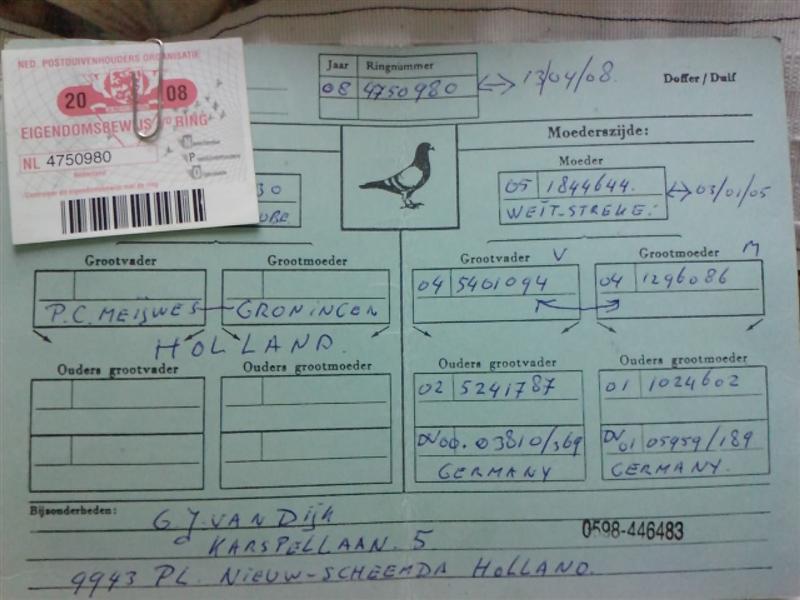 NED. POSTDUIVENHOUDERS ORGANISATIE
20 08
EIGENDOMSBEWIJS v/d RING
NL 4750980
Nederland
Jaar Ringnummer
08 4750980 ↔ 13/04/08.
Doffer / Duif
Moederszijde:
Moeder
05 1844644. ↔ 03/01/05
WEIT-STREKE.
30
Grootvader Grootmoeder Grootvader V Grootmoeder M
04 5401094 04 1296086
P.C. MEIJWES - GRONINGEN
HOLLAND.
Ouders grootvader Ouders grootmoeder Ouders grootvader Ouders grootmoeder
02 5241787 01 1024602
DV 00. 03810/369 DV 01 05959/189
GERMANY GERMANY.
Bijzonderheden: G.J. VAN DIJK
KARSPELLAAN. 5 0598-446483
9943 PL. NIEUW-SCHEEMDA HOLLAND.